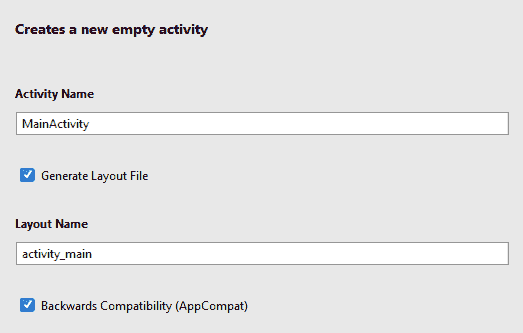 Creates a new empty activity
Activity Name
MainActivity
Generate Layout File
Layout Name
activity_main
Backwards Compatibility (AppCompat)